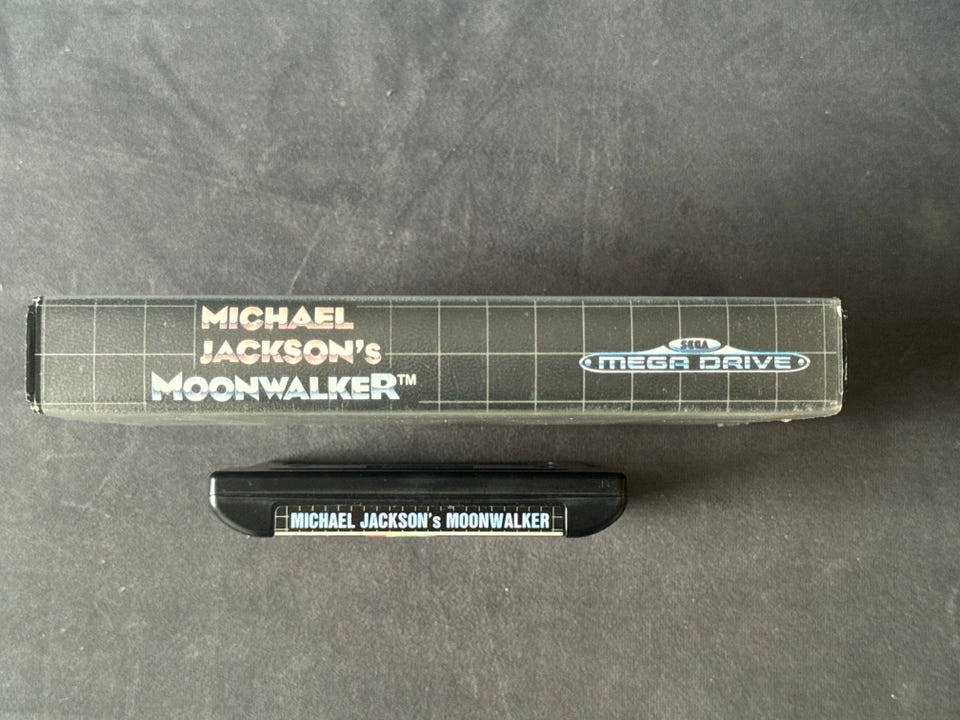 MICHAEL
JACKSON's
MOONWALKER™
SEGA
MEGA DRIVE
MICHAEL JACKSON's MOONWALKER